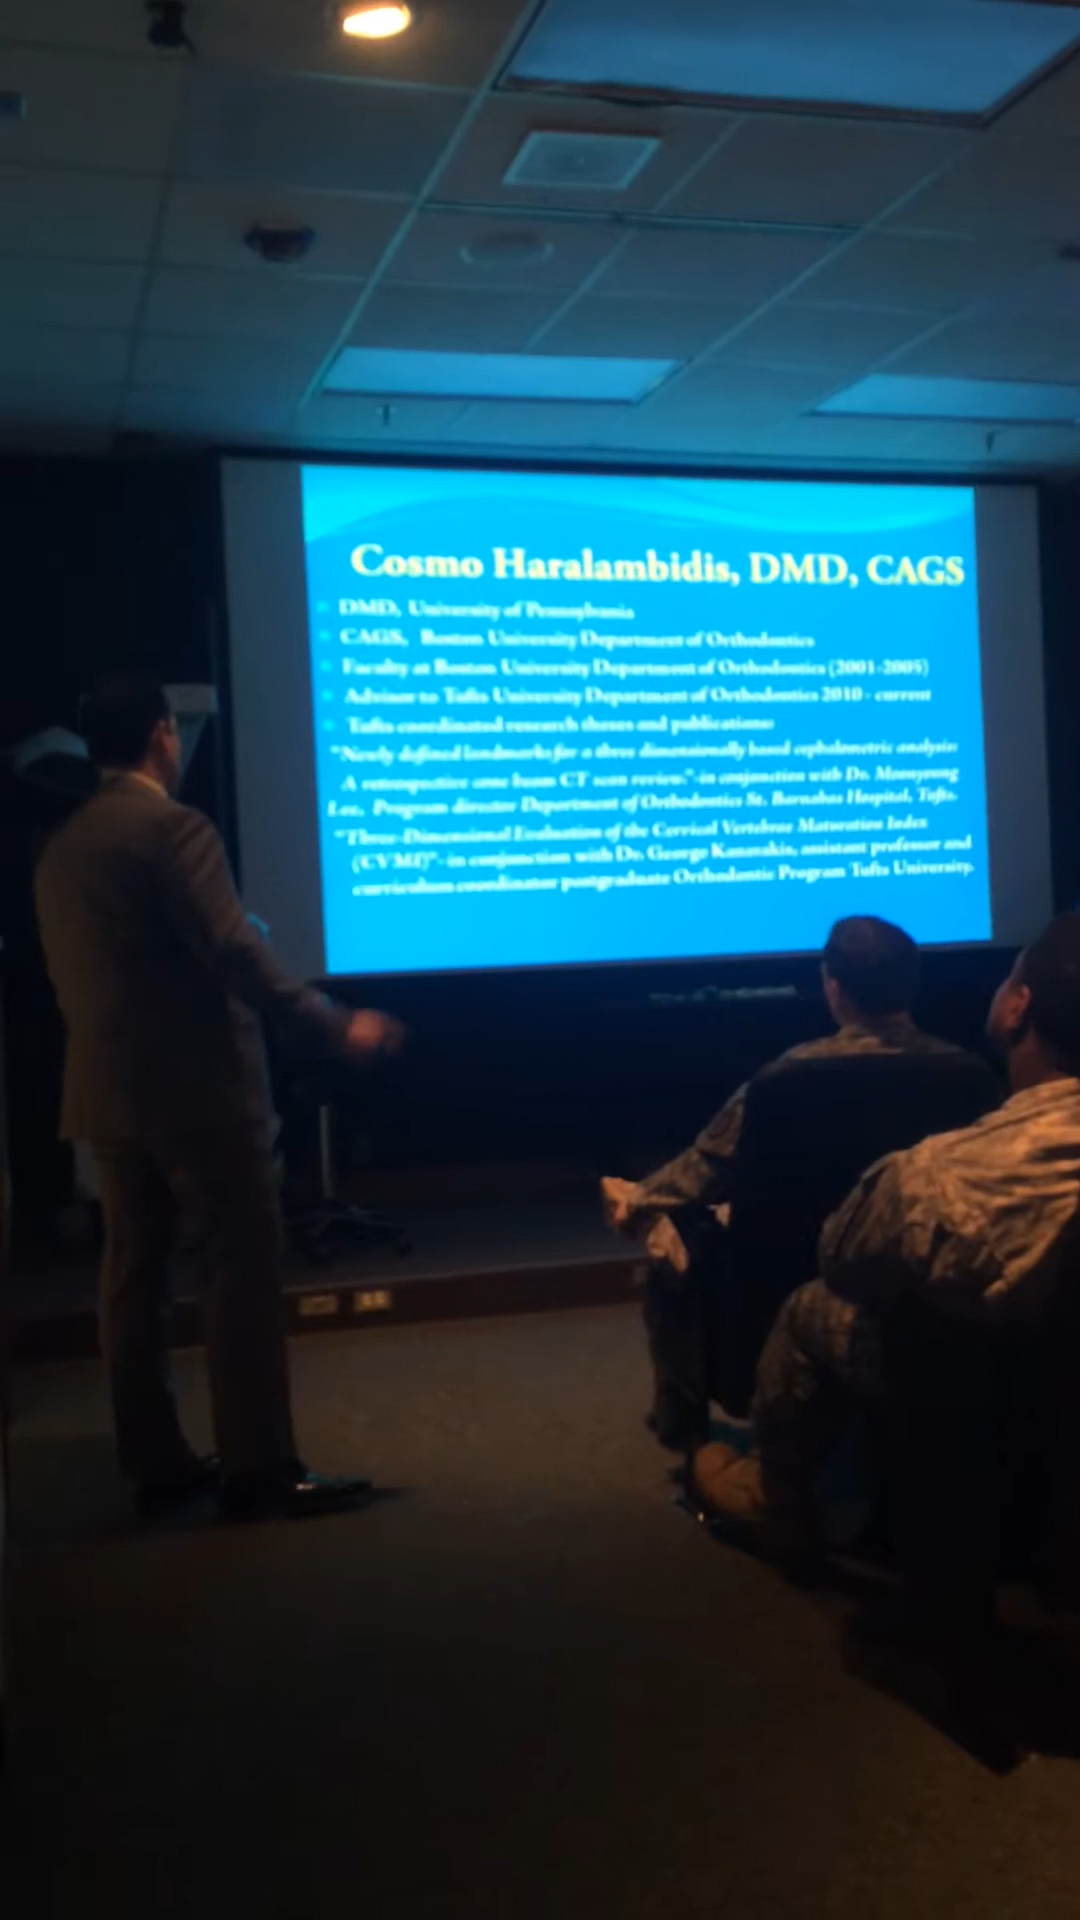 Cosmo Haralambidis, DMD, CAGS
DMD, University of Pennsylvania
CAGS, Boston University Department of Orthodontics
Faculty at Boston University Department of Orthodontics (2001-2005)
Advisor to Tufts University Department of Orthodontics 2010 - current
Tufts coordinated research theses and publications:
"Newly defined landmarks for a three dimensionally based cephalometric analysis:
A retrospective cone beam CT scan review."-in conjunction with Dr. Moonyoung
Lee, Program director Department of Orthodontics St. Barnabas Hospital, Tufts.
"Three-Dimensional Evaluation of the Cervical Vertebrae Maturation Index
(CVMI)"- in conjunction with Dr. George Kanavakis, assistant professor and
curriculum coordinator postgraduate Orthodontic Program Tufts University.